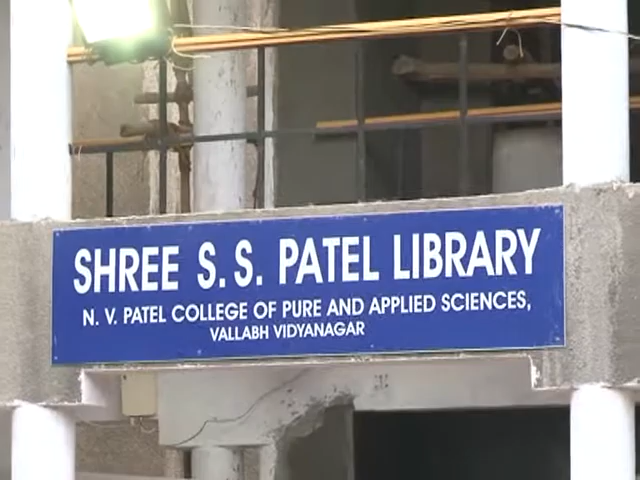 SHREE S.S. PATEL LIBRARY
N. V. PATEL COLLEGE OF PURE AND APPLIED SCIENCES,
VALLABH VIDYANAGAR